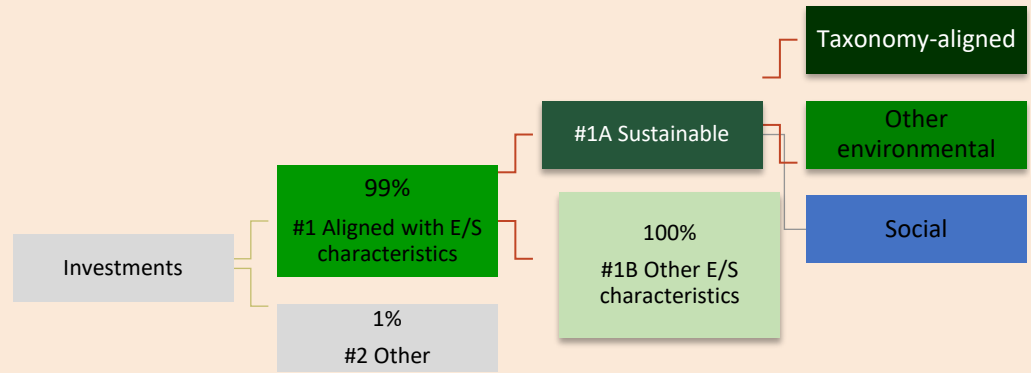 Investments
99%
#1 Aligned with E/S
characteristics
1%
#2 Other
#1A Sustainable
100%
#1B Other E/S
characteristics
Taxonomy-aligned
Other
environmental
Social